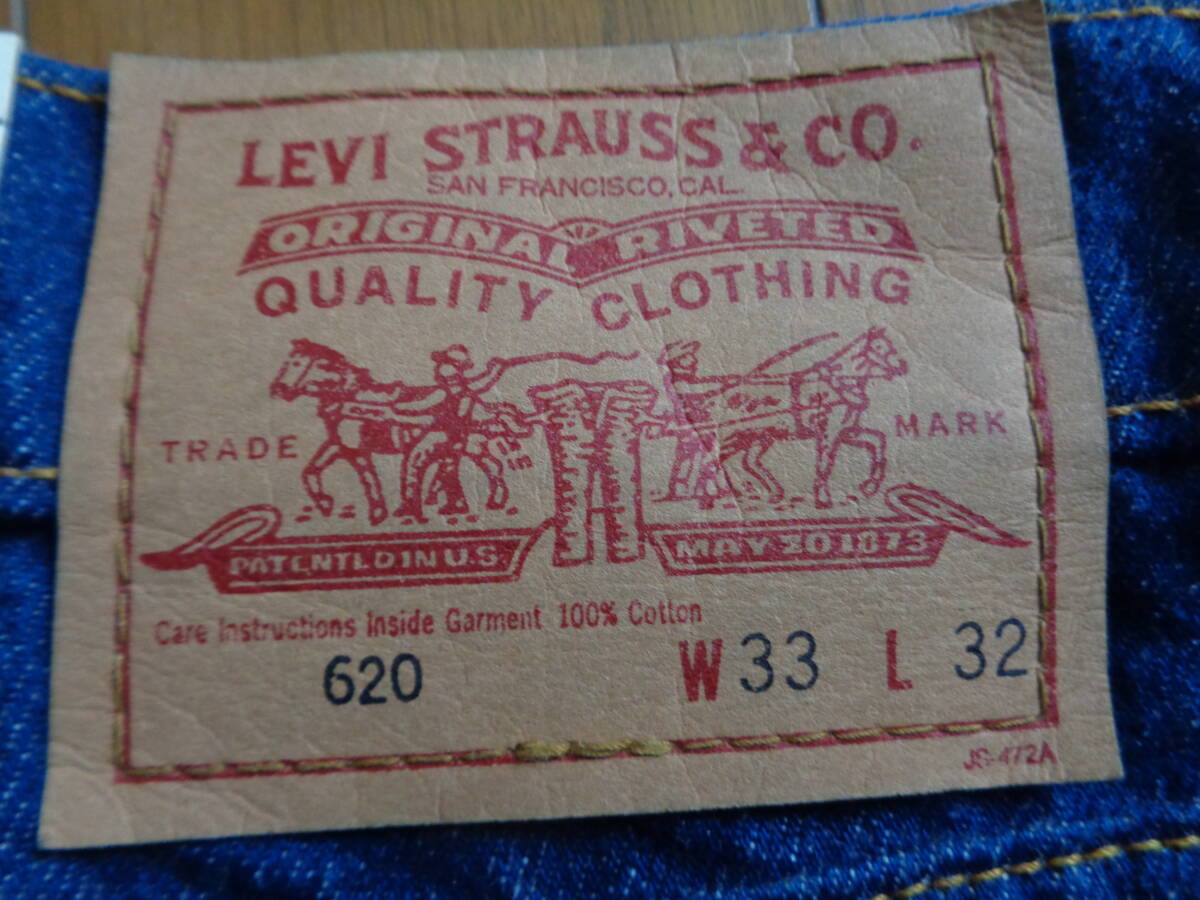 LEVI STRAUSS & CO.
SAN FRANCISCO, CAL.
ORIGINAL RIVETED
QUALITY CLOTHING
TRADE MARK
PATENTED IN U.S. MAY 20 1873
Care Instructions Inside Garment 100% Cotton
620 W 33 L 32
JS-472A